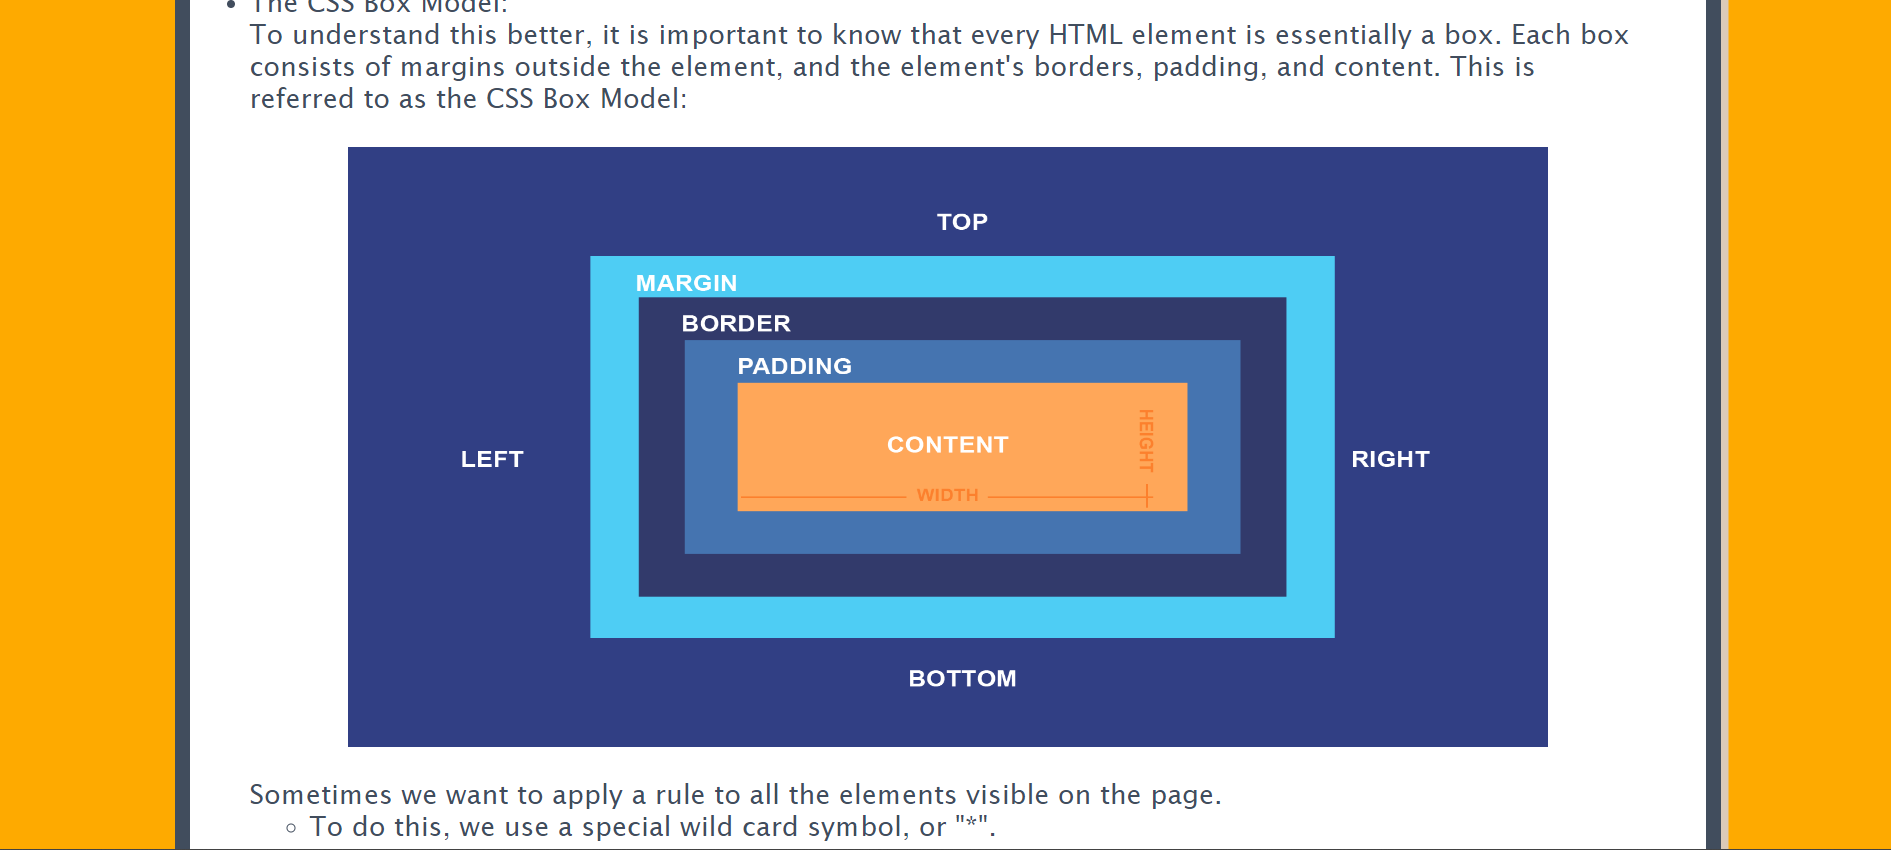 The CSS Box Model:
To understand this better, it is important to know that every HTML element is essentially a box. Each box
consists of margins outside the element, and the element's borders, padding, and content. This is
referred to as the CSS Box Model:
TOP
MARGIN
BORDER
PADDING
CONTENT
HEIGHT
LEFT
RIGHT
WIDTH
BOTTOM
Sometimes we want to apply a rule to all the elements visible on the page.
To do this, we use a special wild card symbol, or "*".